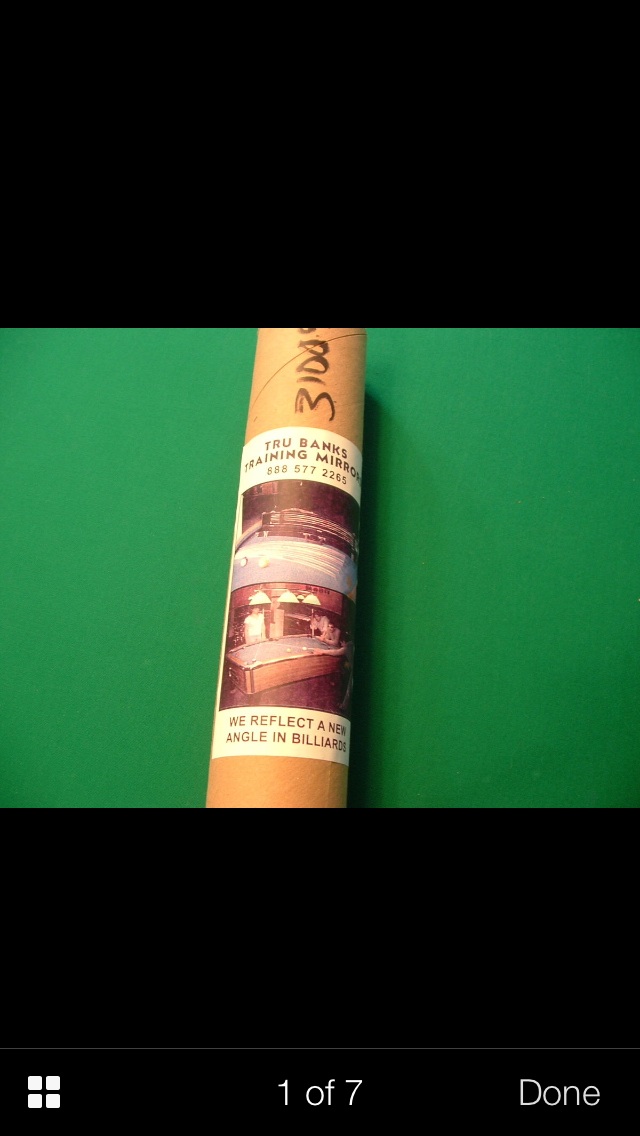 TRU BANKS
TRAINING MIRROR
888 577 2265
WE REFLECT A NEW
ANGLE IN BILLIARDS
1 of 7
Done